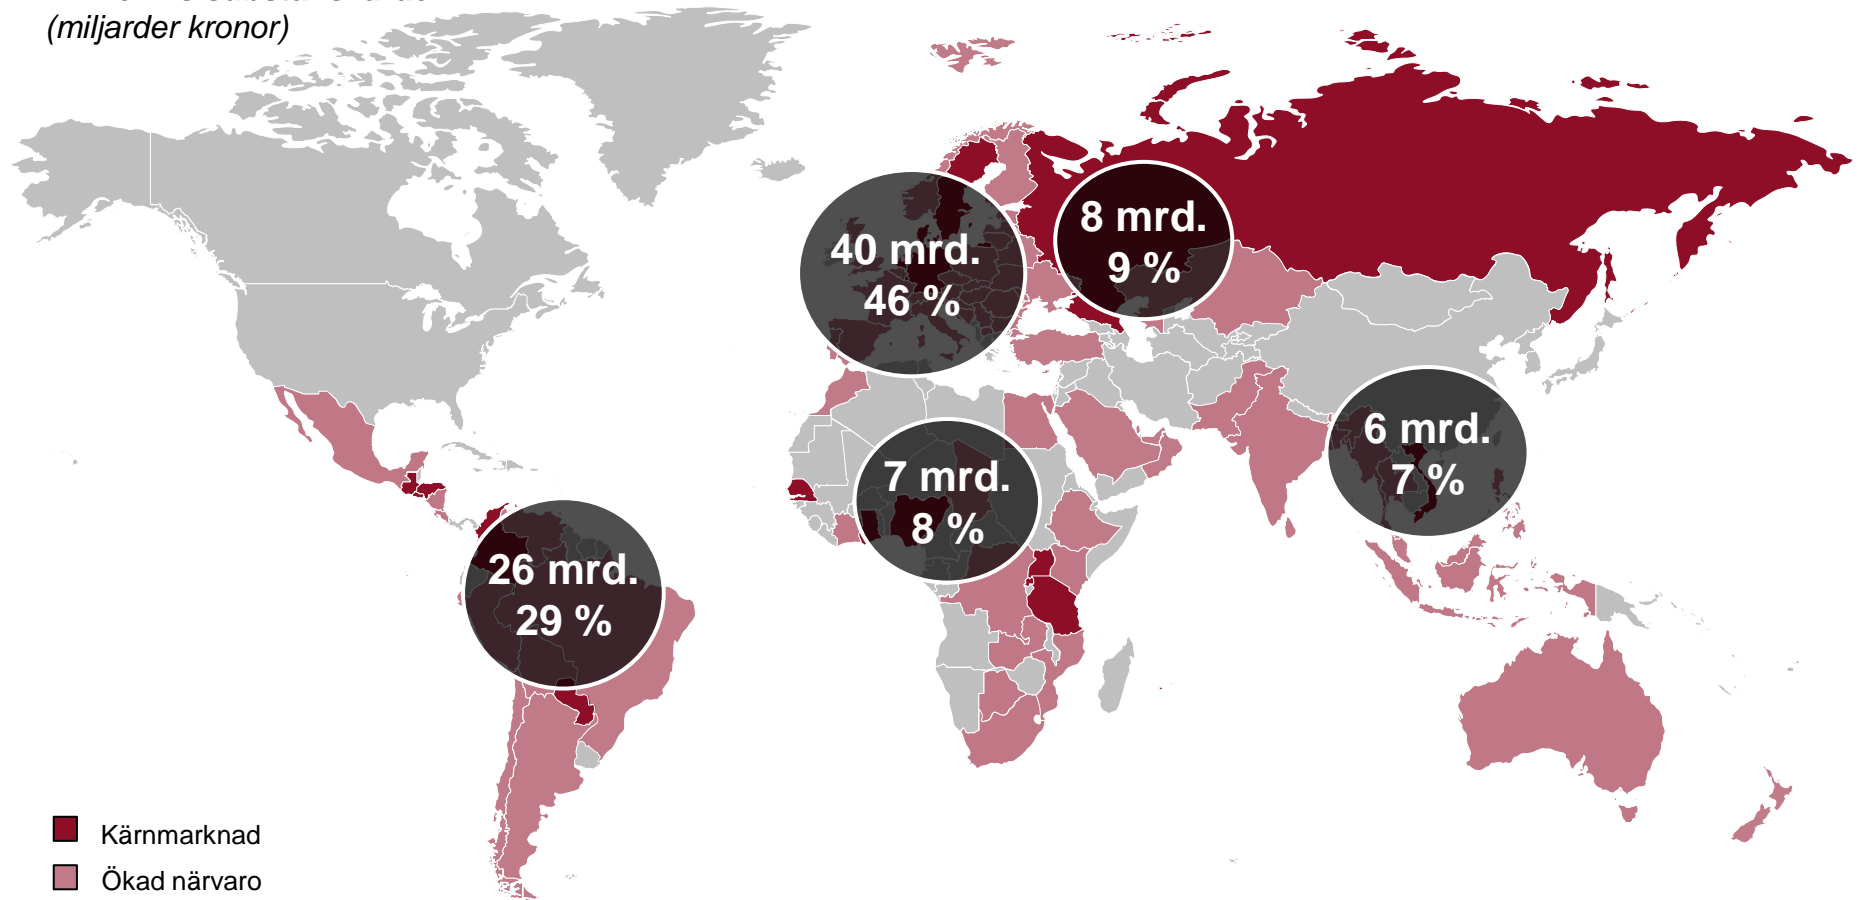 (miljarder kronor)
40 mrd.
46 %
8 mrd.
9 %
6 mrd.
7 %
7 mrd.
8 %
26 mrd.
29 %
Kärnmarknad
Ökad närvaro